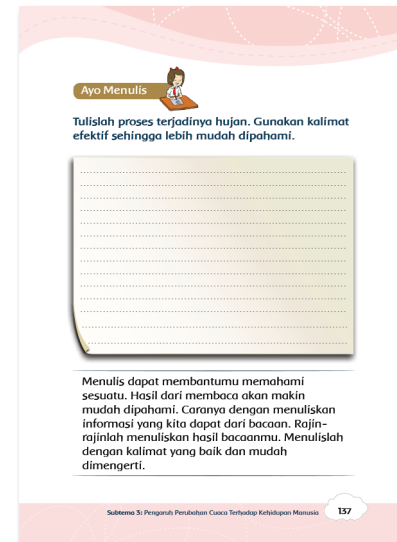 Ayo Menulis
Tulislah proses terjadinya hujan. Gunakan kalimat
efektif sehingga lebih mudah dipahami.
Menulis dapat membantumu memahami
sesuatu. Hasil dari membaca akan makin
mudah dipahami. Caranya dengan menuliskan
informasi yang kita dapat dari bacaan. Rajin-
rajinlah menuliskan hasil bacaanmu. Menulislah
dengan kalimat yang baik dan mudah
dimengerti.
Subtema 3: Pengaruh Perubahan Cuaca Terhadap Kehidupan Manusia 137